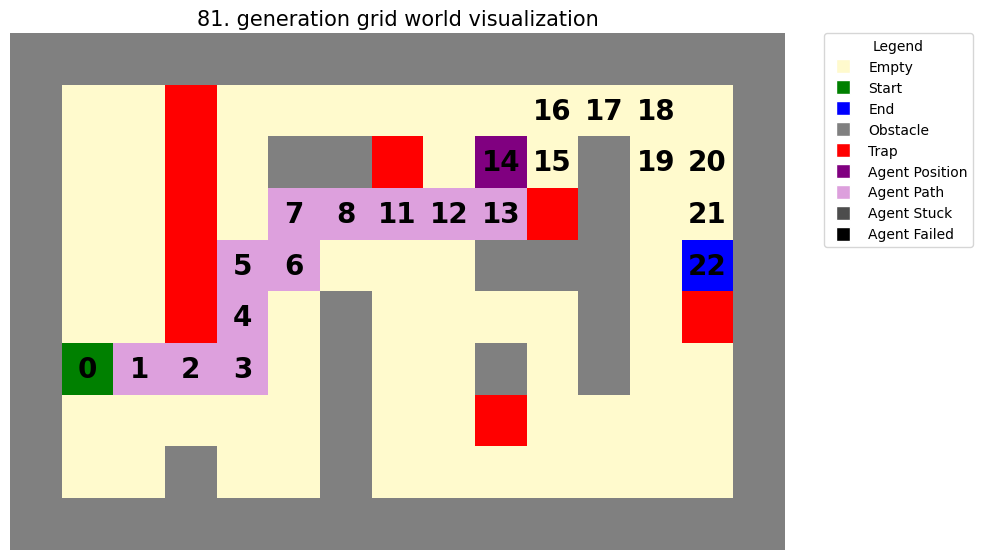 81. generation grid world visualization
Legend
Empty
Start
End
Obstacle
Trap
Agent Position
Agent Path
Agent Stuck
Agent Failed
16 17 18
14 15 19 20
7 8 11 12 13 21
5 6 22
4
0 1 2 3